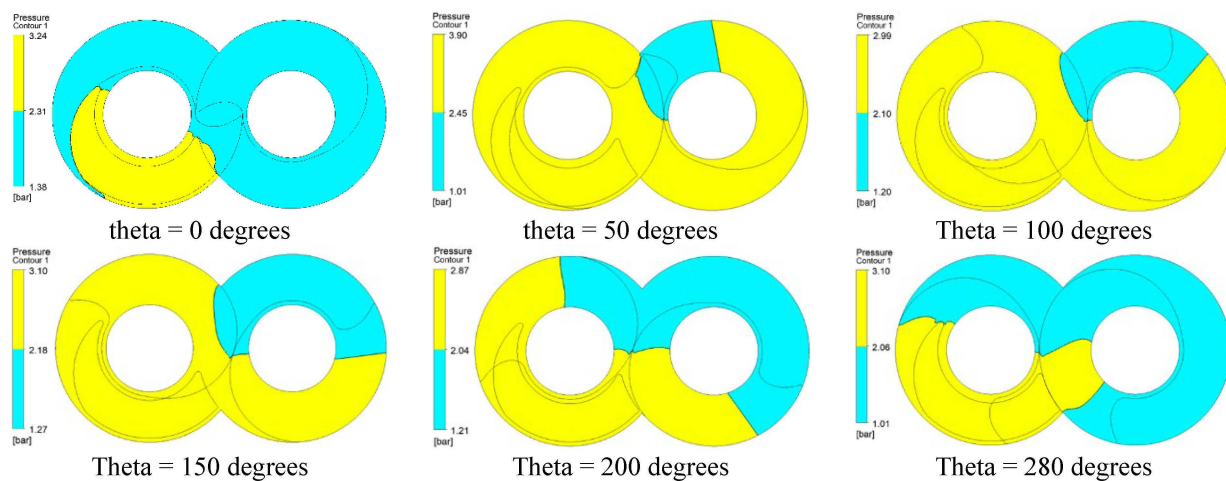 Pressure
Contour 1
3.24
2.31
1.38
[bar]
theta = 0 degrees
Pressure
Contour 1
3.90
2.45
1.01
[bar]
theta = 50 degrees
Pressure
Contour 1
2.99
2.10
1.20
[bar]
Theta = 100 degrees
Pressure
Contour 1
3.10
2.18
1.27
[bar]
Theta = 150 degrees
Pressure
Contour 1
2.87
2.04
1.21
[bar]
Theta = 200 degrees
Pressure
Contour 1
3.10
2.06
1.01
[bar]
Theta = 280 degrees